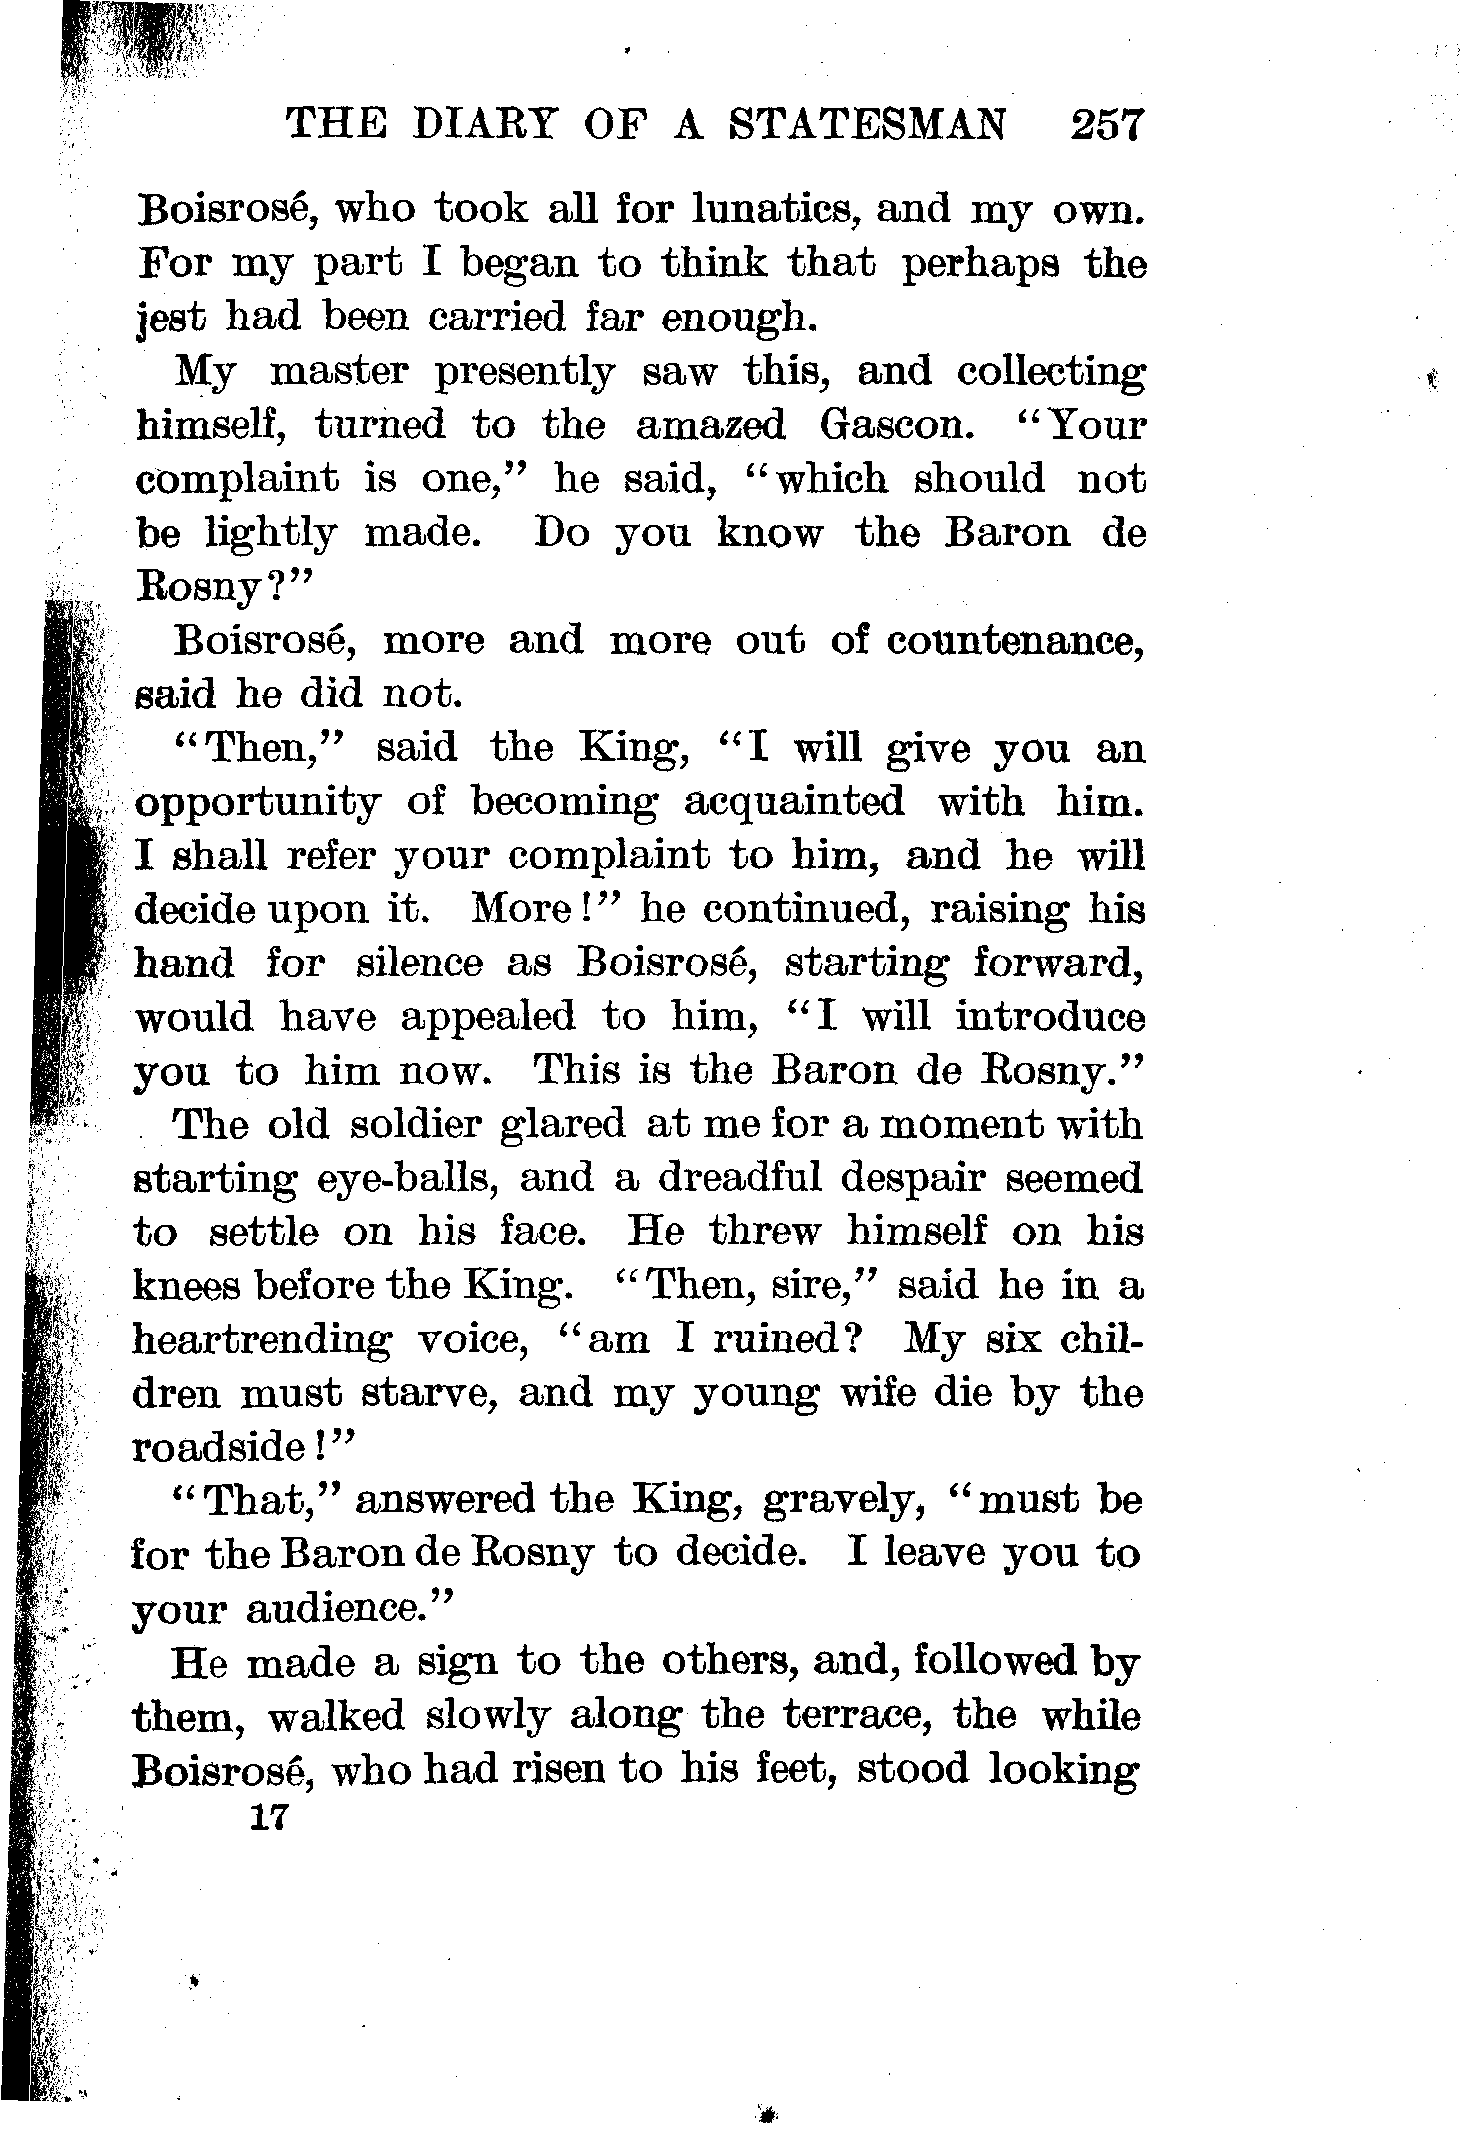 THE DIARY OF A STATESMAN 257
Boisrosé, who took all for lunatics, and my own.
For my part I began to think that perhaps the
jest had been carried far enough.
My master presently saw this, and collecting
himself, turned to the amazed Gascon. "Your
complaint is one," he said, "which should not
be lightly made. Do you know the Baron de
Rosny?"
Boisrosé, more and more out of countenance,
said he did not.
"Then," said the King, "I will give you an
opportunity of becoming acquainted with him.
I shall refer your complaint to him, and he will
decide upon it. More!" he continued, raising his
hand for silence as Boisrosé, starting forward,
would have appealed to him, "I will introduce
you to him now. This is the Baron de Rosny."
The old soldier glared at me for a moment with
starting eye-balls, and a dreadful despair seemed
to settle on his face. He threw himself on his
knees before the King. "Then, sire," said he in a
heartrending voice, "am I ruined? My six chil-
dren must starve, and my young wife die by the
roadside!"
"That," answered the King, gravely, "must be
for the Baron de Rosny to decide. I leave you to
your audience."
He made a sign to the others, and, followed by
them, walked slowly along the terrace, the while
Boisrosé, who had risen to his feet, stood looking
17